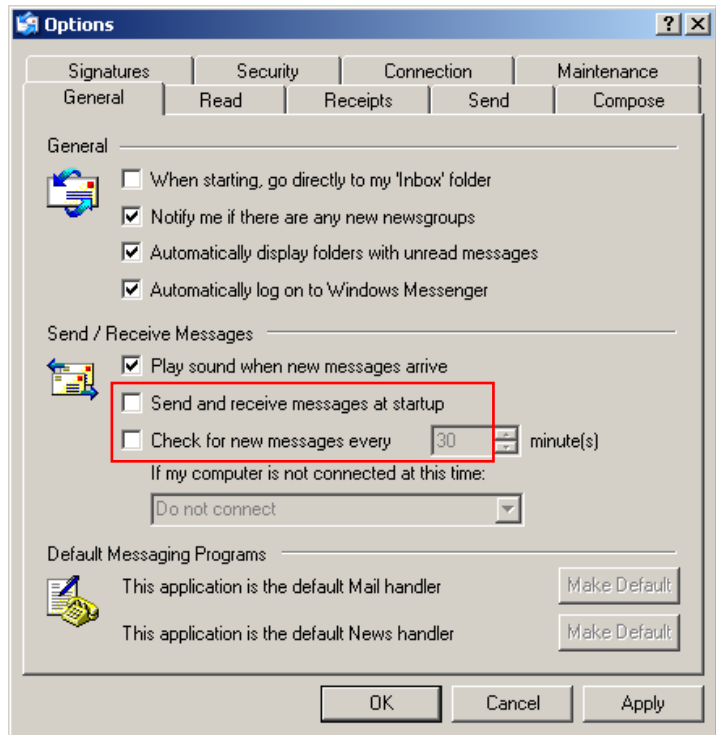 Options
Signatures Security Connection Maintenance
General Read Receipts Send Compose
General
When starting, go directly to my 'Inbox' folder
Notify me if there are any new newsgroups
Automatically display folders with unread messages
Automatically log on to Windows Messenger
Send / Receive Messages
Play sound when new messages arrive
Send and receive messages at startup
Check for new messages every 30 minute(s)
If my computer is not connected at this time:
Do not connect
Default Messaging Programs
This application is the default Mail handler Make Default
This application is the default News handler Make Default
OK Cancel Apply